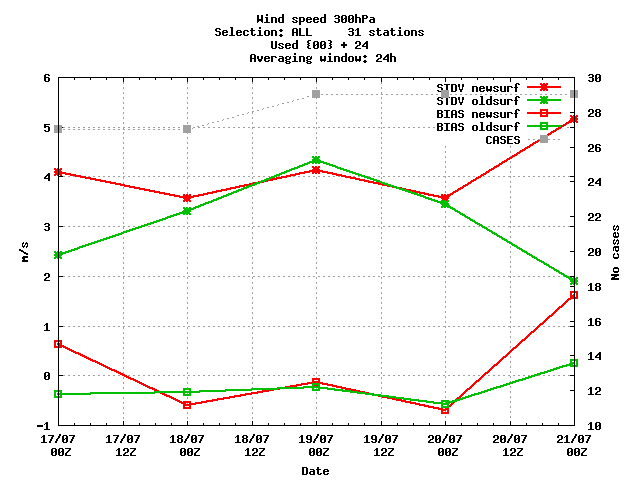 Wind speed 300hPa
Selection: ALL 31 stations
Used {00} + 24
Averaging window: 24h
6 30
STDV newsurf
STDV oldsurf
BIAS newsurf
BIAS oldsurf
CASES
28
5
26
4
24
3
22
20
2
18
1
16
14
0
12
-1 10
m/s
No cases
17/07 17/07 18/07 18/07 19/07 19/07 20/07 20/07 21/07
00Z 12Z 00Z 12Z 00Z 12Z 00Z 12Z 00Z
Date